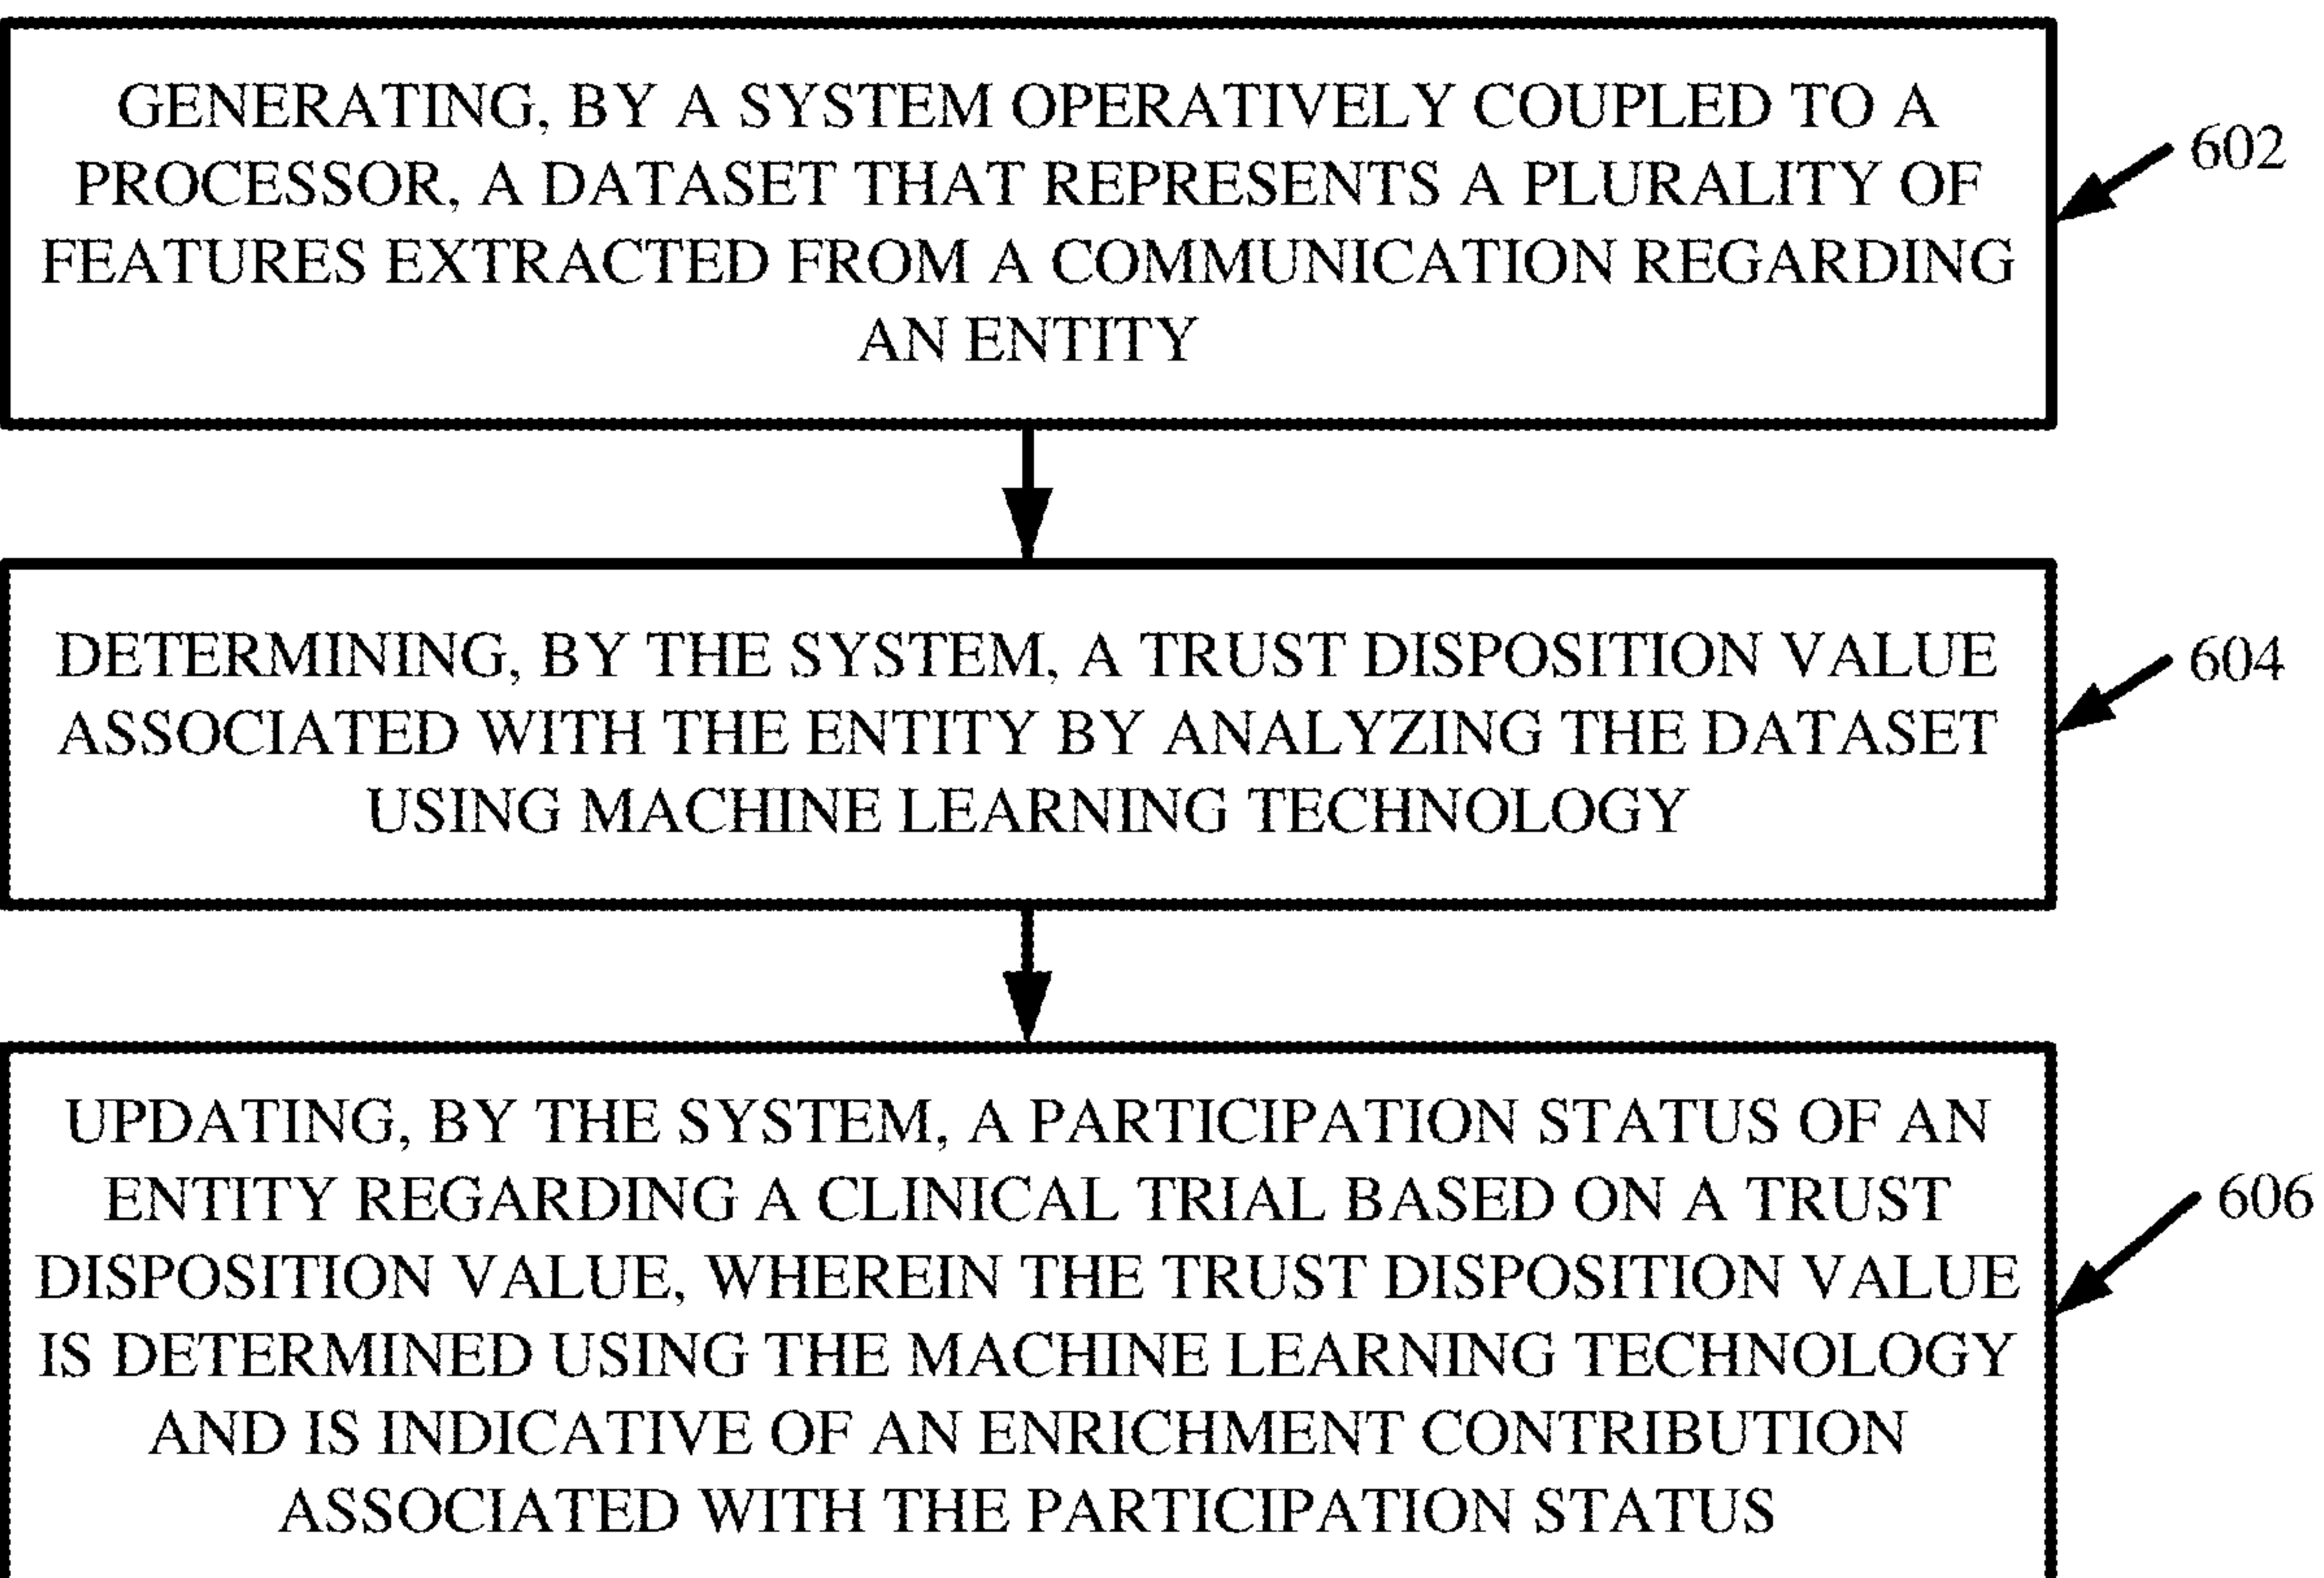 GENERATING, BY A SYSTEM OPERATIVELY COUPLED TO A
PROCESSOR, A DATASET THAT REPRESENTS A PLURALITY OF
FEATURES EXTRACTED FROM A COMMUNICATION REGARDING
AN ENTITY
602
DETERMINING, BY THE SYSTEM, A TRUST DISPOSITION VALUE
ASSOCIATED WITH THE ENTITY BY ANALYZING THE DATASET
USING MACHINE LEARNING TECHNOLOGY
604
UPDATING, BY THE SYSTEM, A PARTICIPATION STATUS OF AN
ENTITY REGARDING A CLINICAL TRIAL BASED ON A TRUST
DISPOSITION VALUE, WHEREIN THE TRUST DISPOSITION VALUE
IS DETERMINED USING THE MACHINE LEARNING TECHNOLOGY
AND IS INDICATIVE OF AN ENRICHMENT CONTRIBUTION
ASSOCIATED WITH THE PARTICIPATION STATUS
606